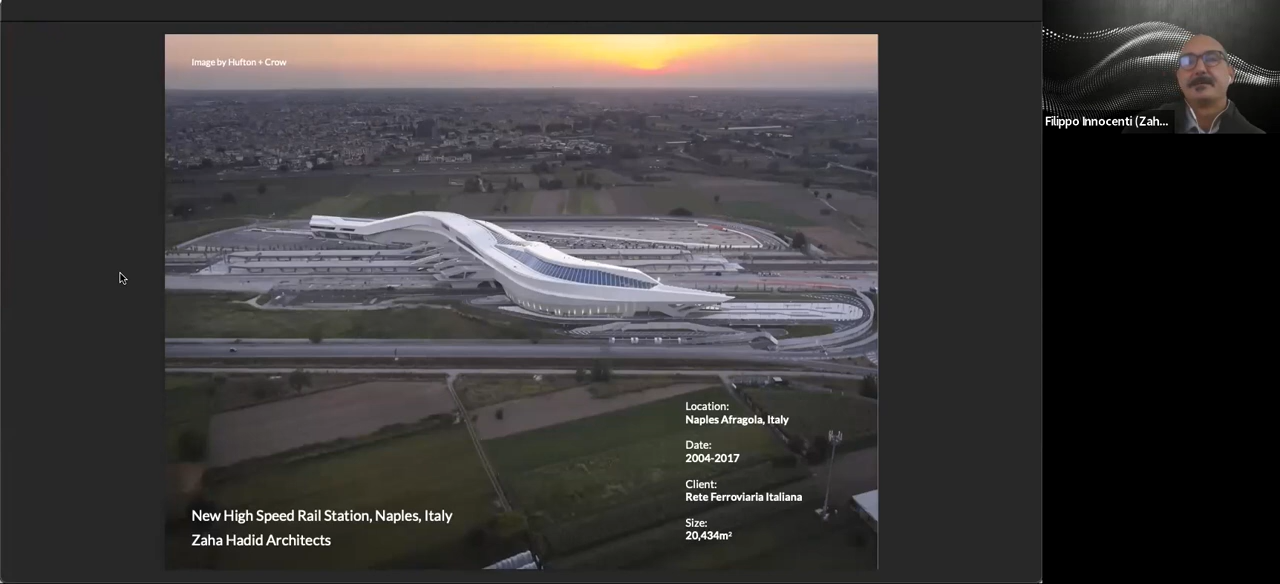 Image by Hufton + Crow
Filippo Innocenti (Zah...
Location:
Naples Afragola, Italy
Date:
2004-2017
Client:
Rete Ferroviaria Italiana
Size:
20,434m²
New High Speed Rail Station, Naples, Italy
Zaha Hadid Architects